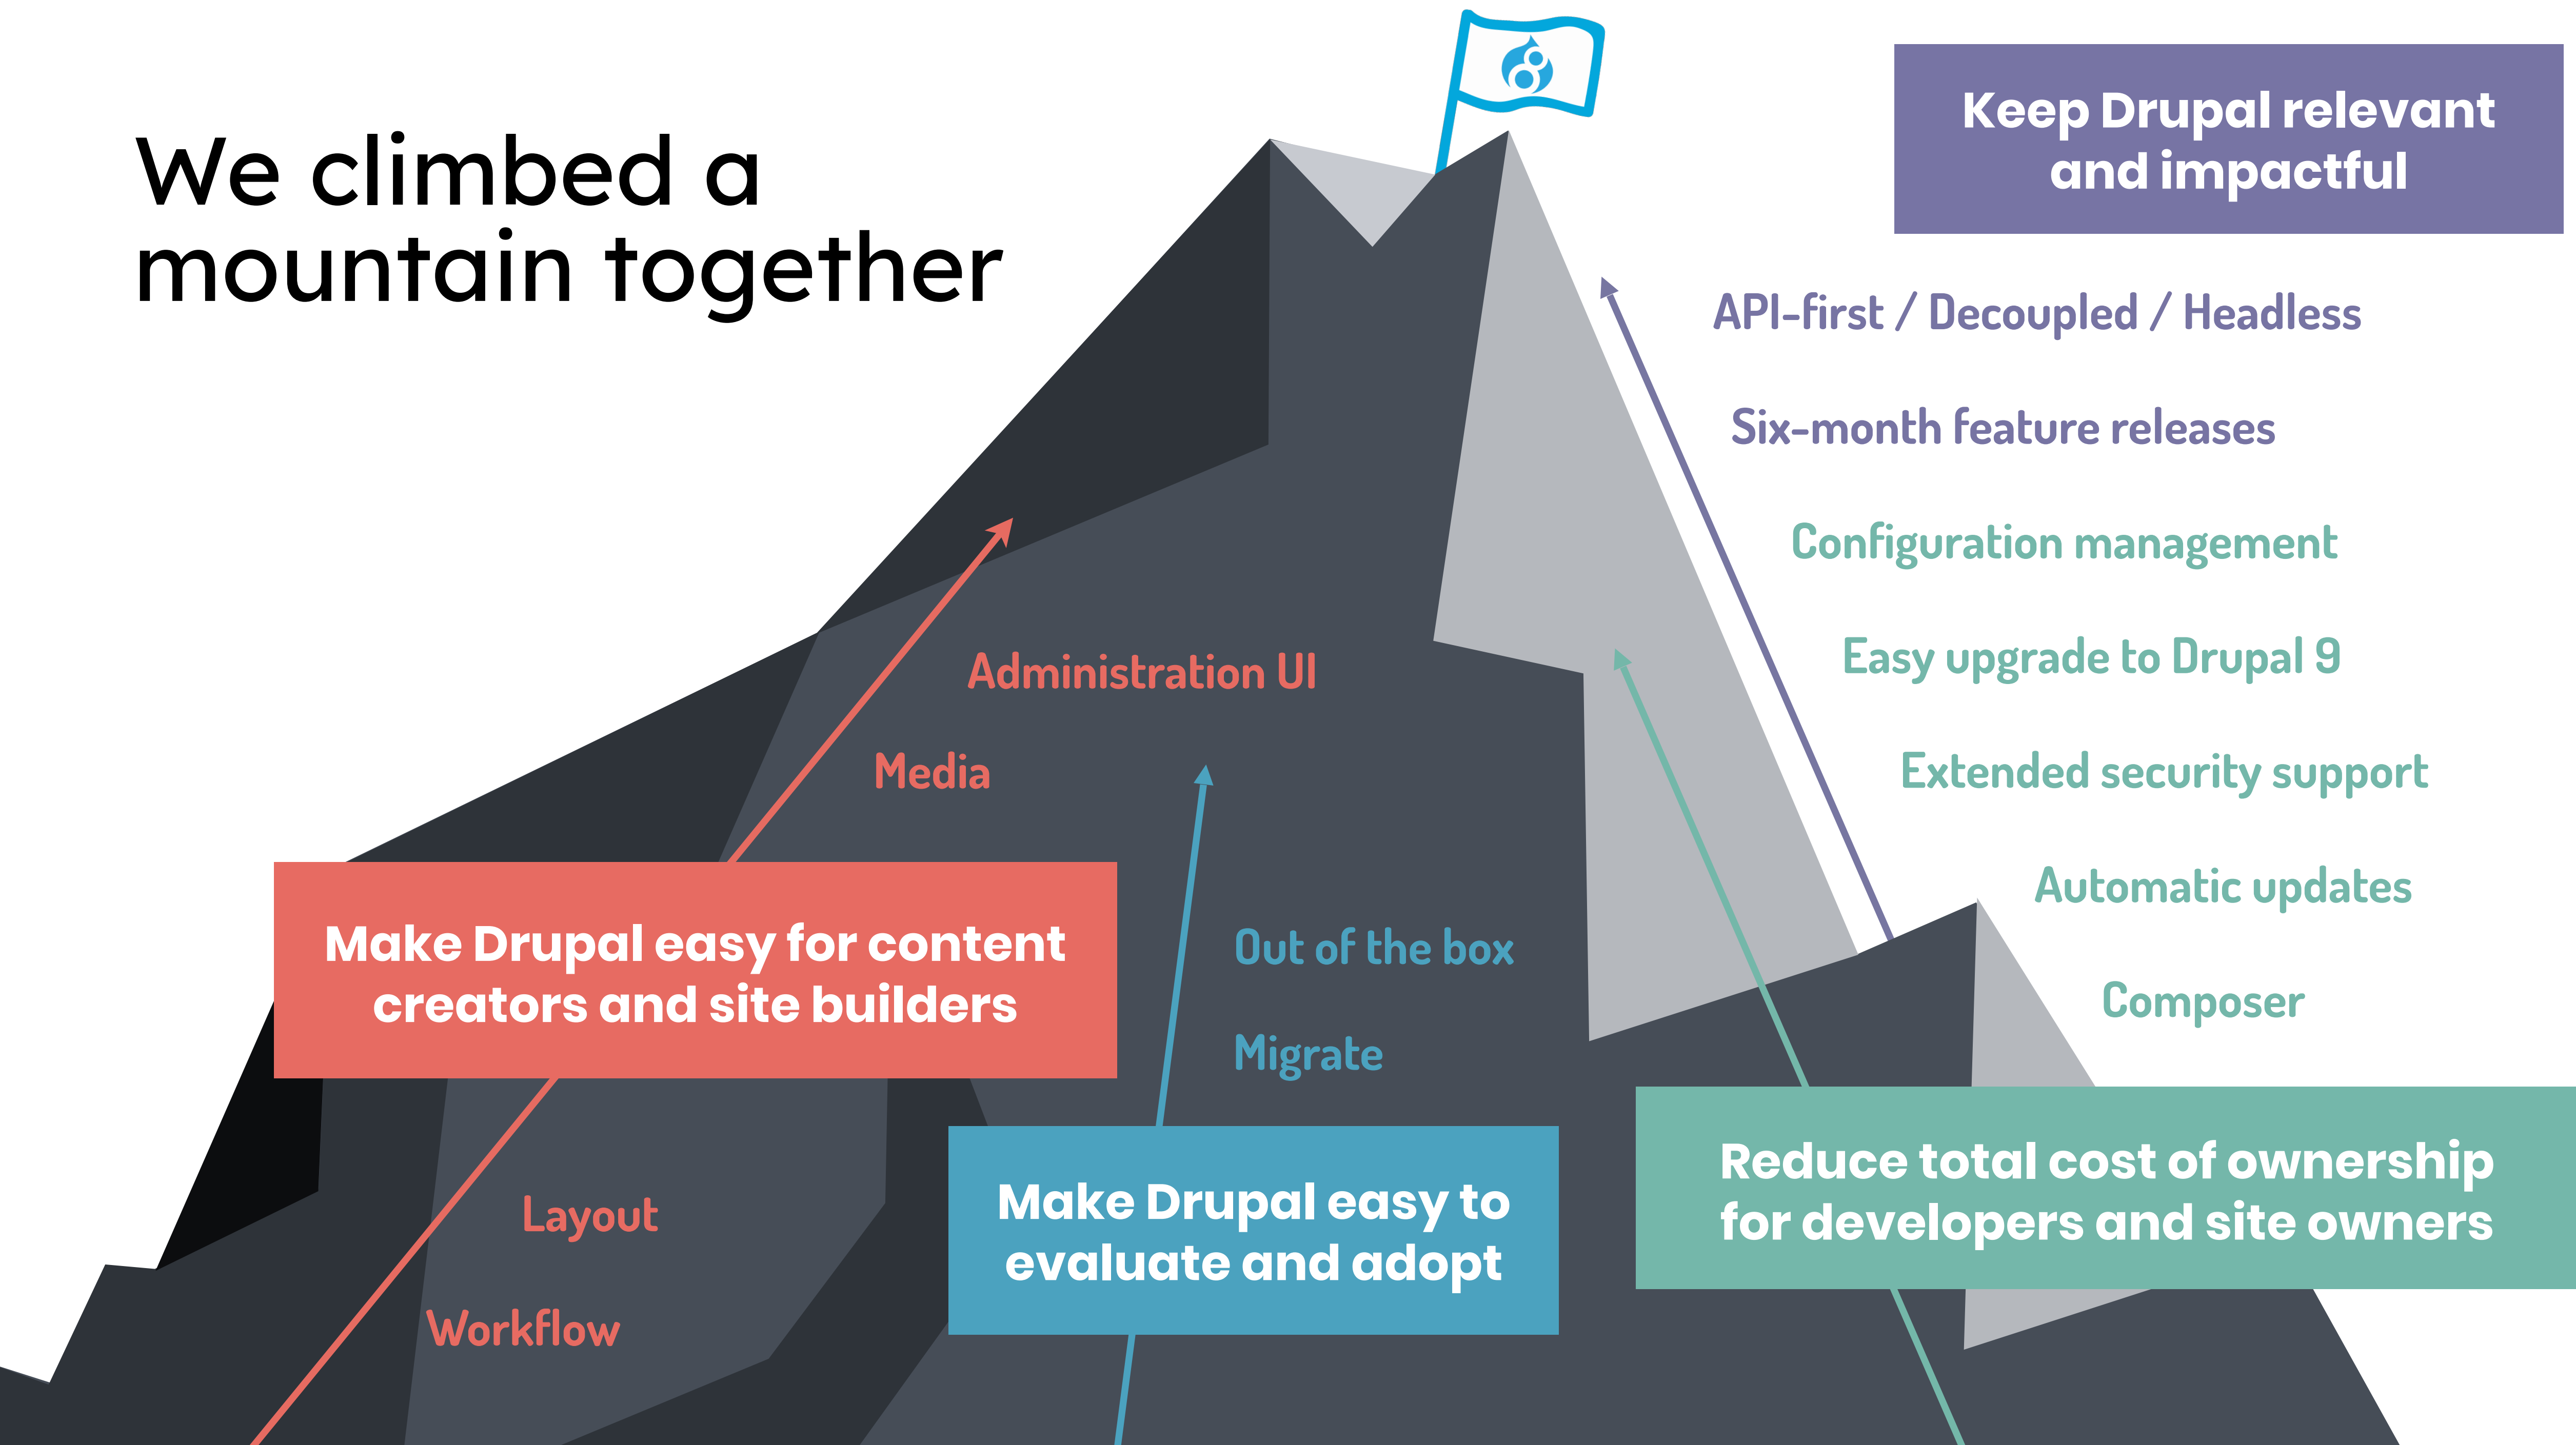 We climbed a
mountain together
Keep Drupal relevant
and impactful
API-first / Decoupled / Headless
Six-month feature releases
Configuration management
Easy upgrade to Drupal 9
Extended security support
Automatic updates
Composer
Reduce total cost of ownership
for developers and site owners
Administration UI
Media
Make Drupal easy for content
creators and site builders
Layout
Workflow
Out of the box
Migrate
Make Drupal easy to
evaluate and adopt
8